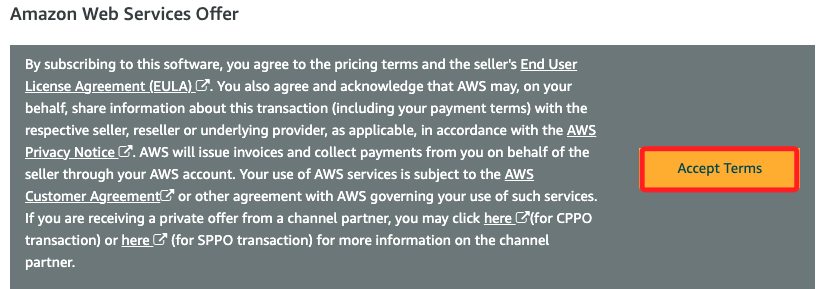 Amazon Web Services Offer
By subscribing to this software, you agree to the pricing terms and the seller's End User
License Agreement (EULA). You also agree and acknowledge that AWS may, on your
behalf, share information about this transaction (including your payment terms) with the
respective seller, reseller or underlying provider, as applicable, in accordance with the AWS
Privacy Notice. AWS will issue invoices and collect payments from you on behalf of the
seller through your AWS account. Your use of AWS services is subject to the AWS
Customer Agreement or other agreement with AWS governing your use of such services.
If you are receiving a private offer from a channel partner, you may click here (for CPPO
transaction) or here (for SPPO transaction) for more information on the channel
partner.
Accept Terms